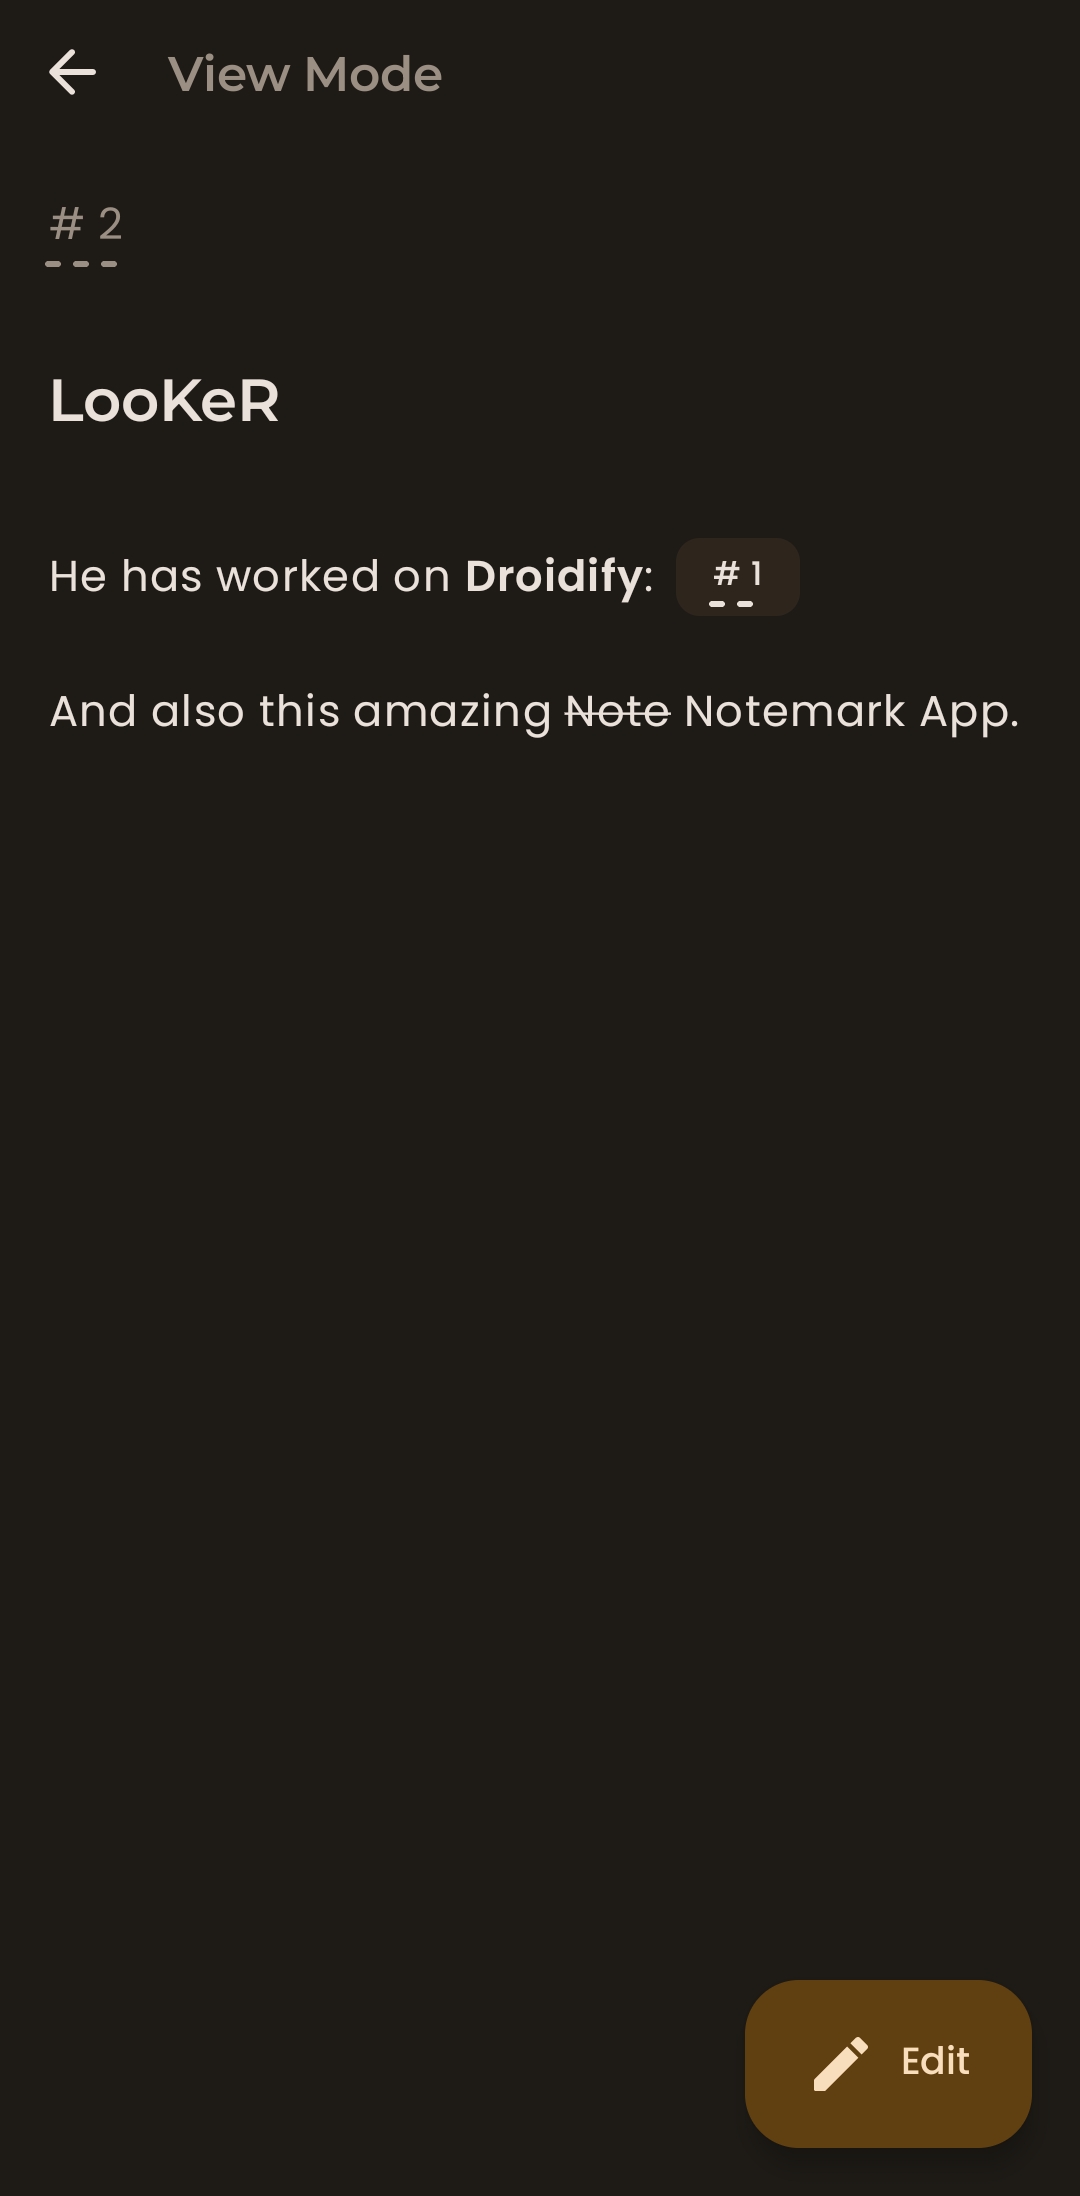 View Mode
# 2
LooKeR
He has worked on Droidify: # 1
And also this amazing Note Notemark App.
Edit